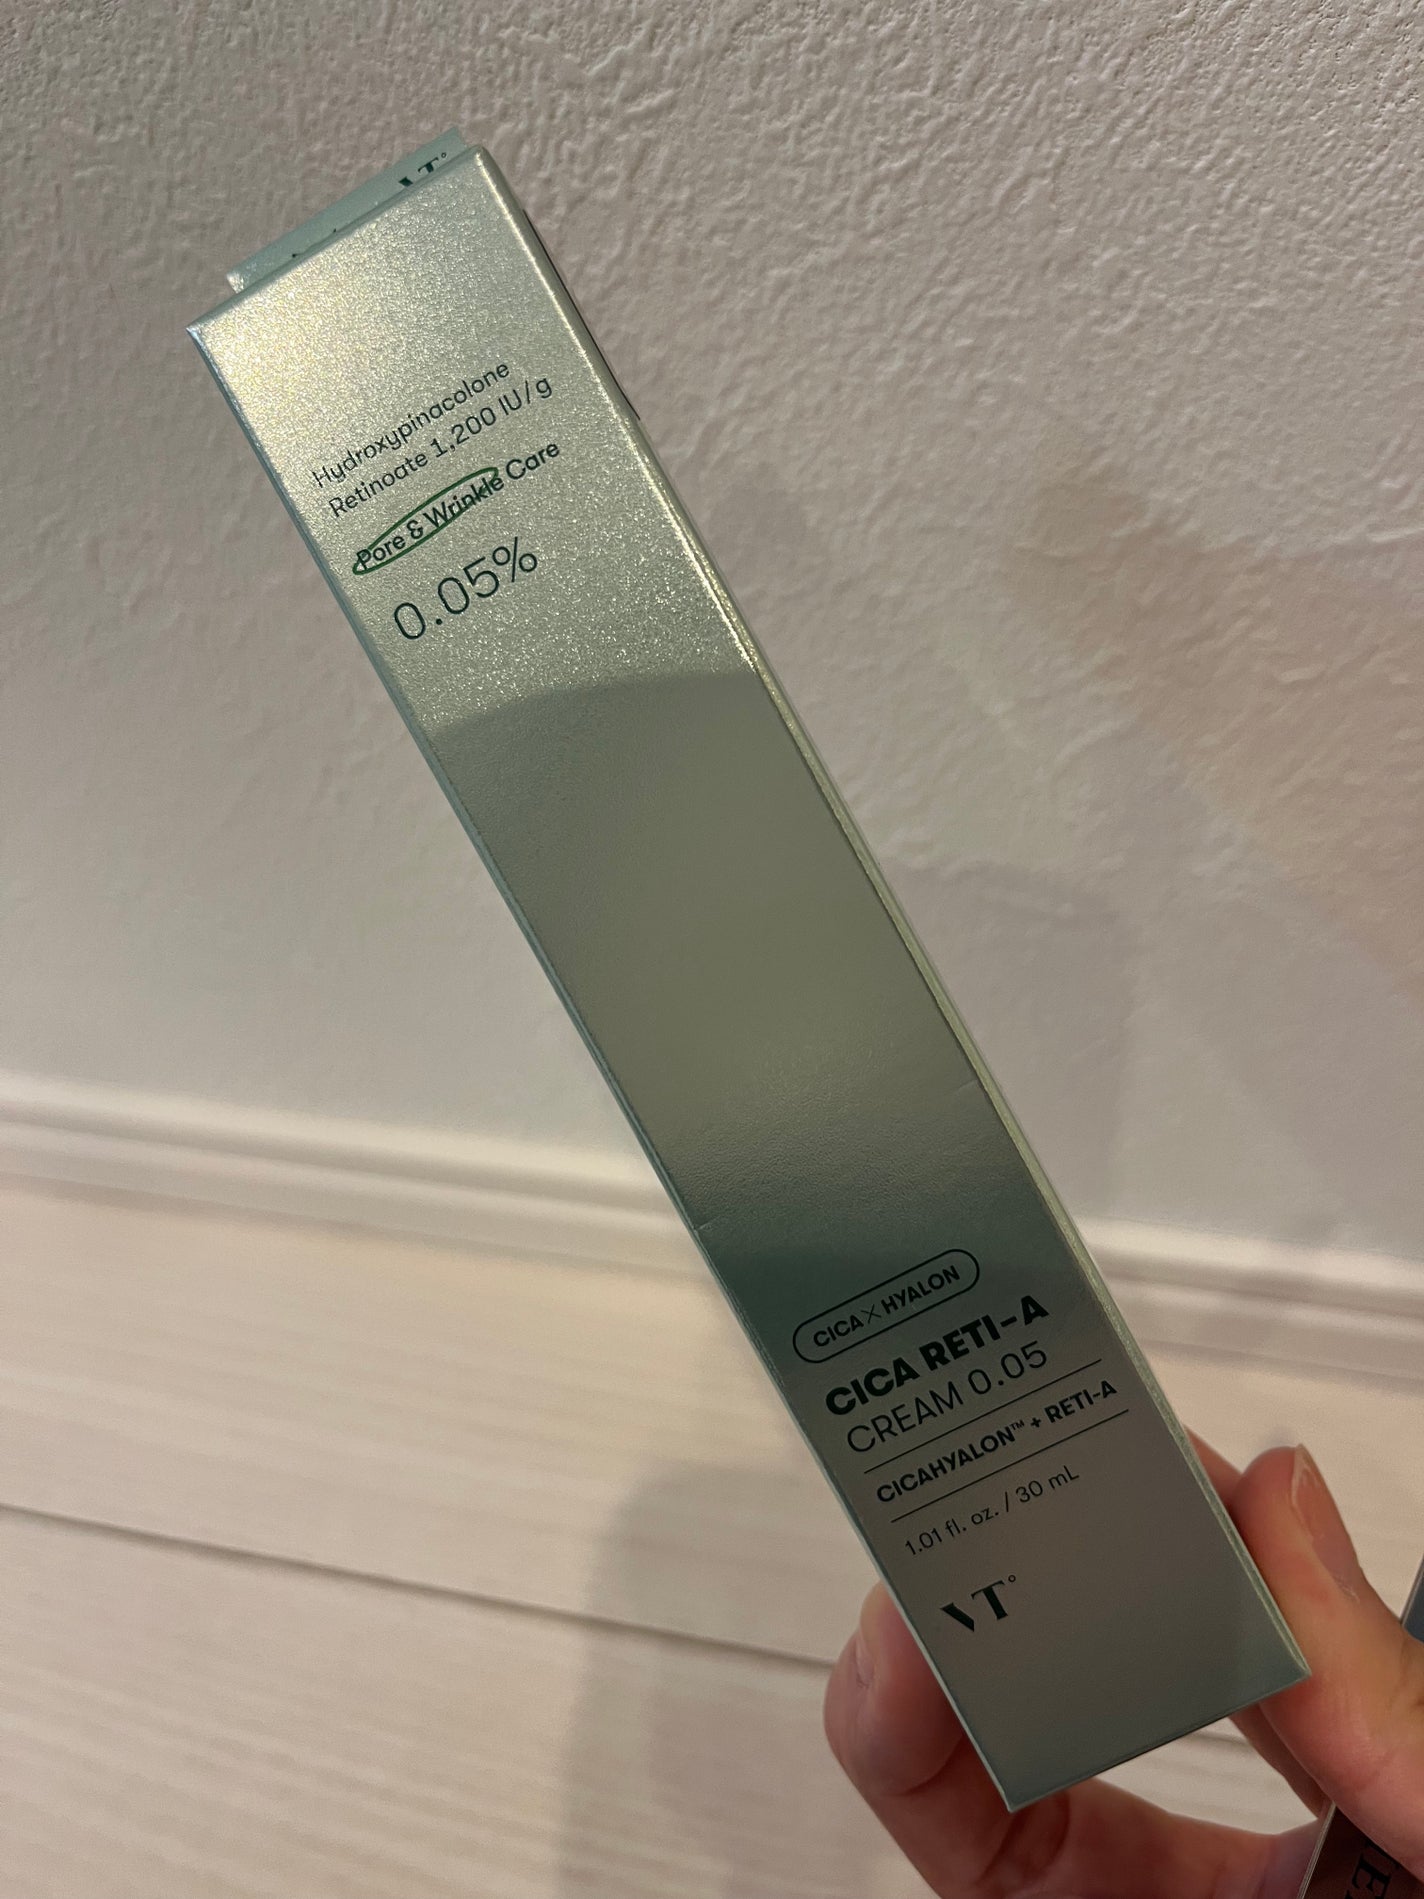 VT°
Hydroxypinacolone
Retinoate 1,200 IU/g
Pore & Wrinkle Care
0.05%
CICA X HYALON
CICA RETI-A
CREAM 0.05
CICAHYALON™ + RETI-A
1.01 fl. oz. / 30 mL
VT°